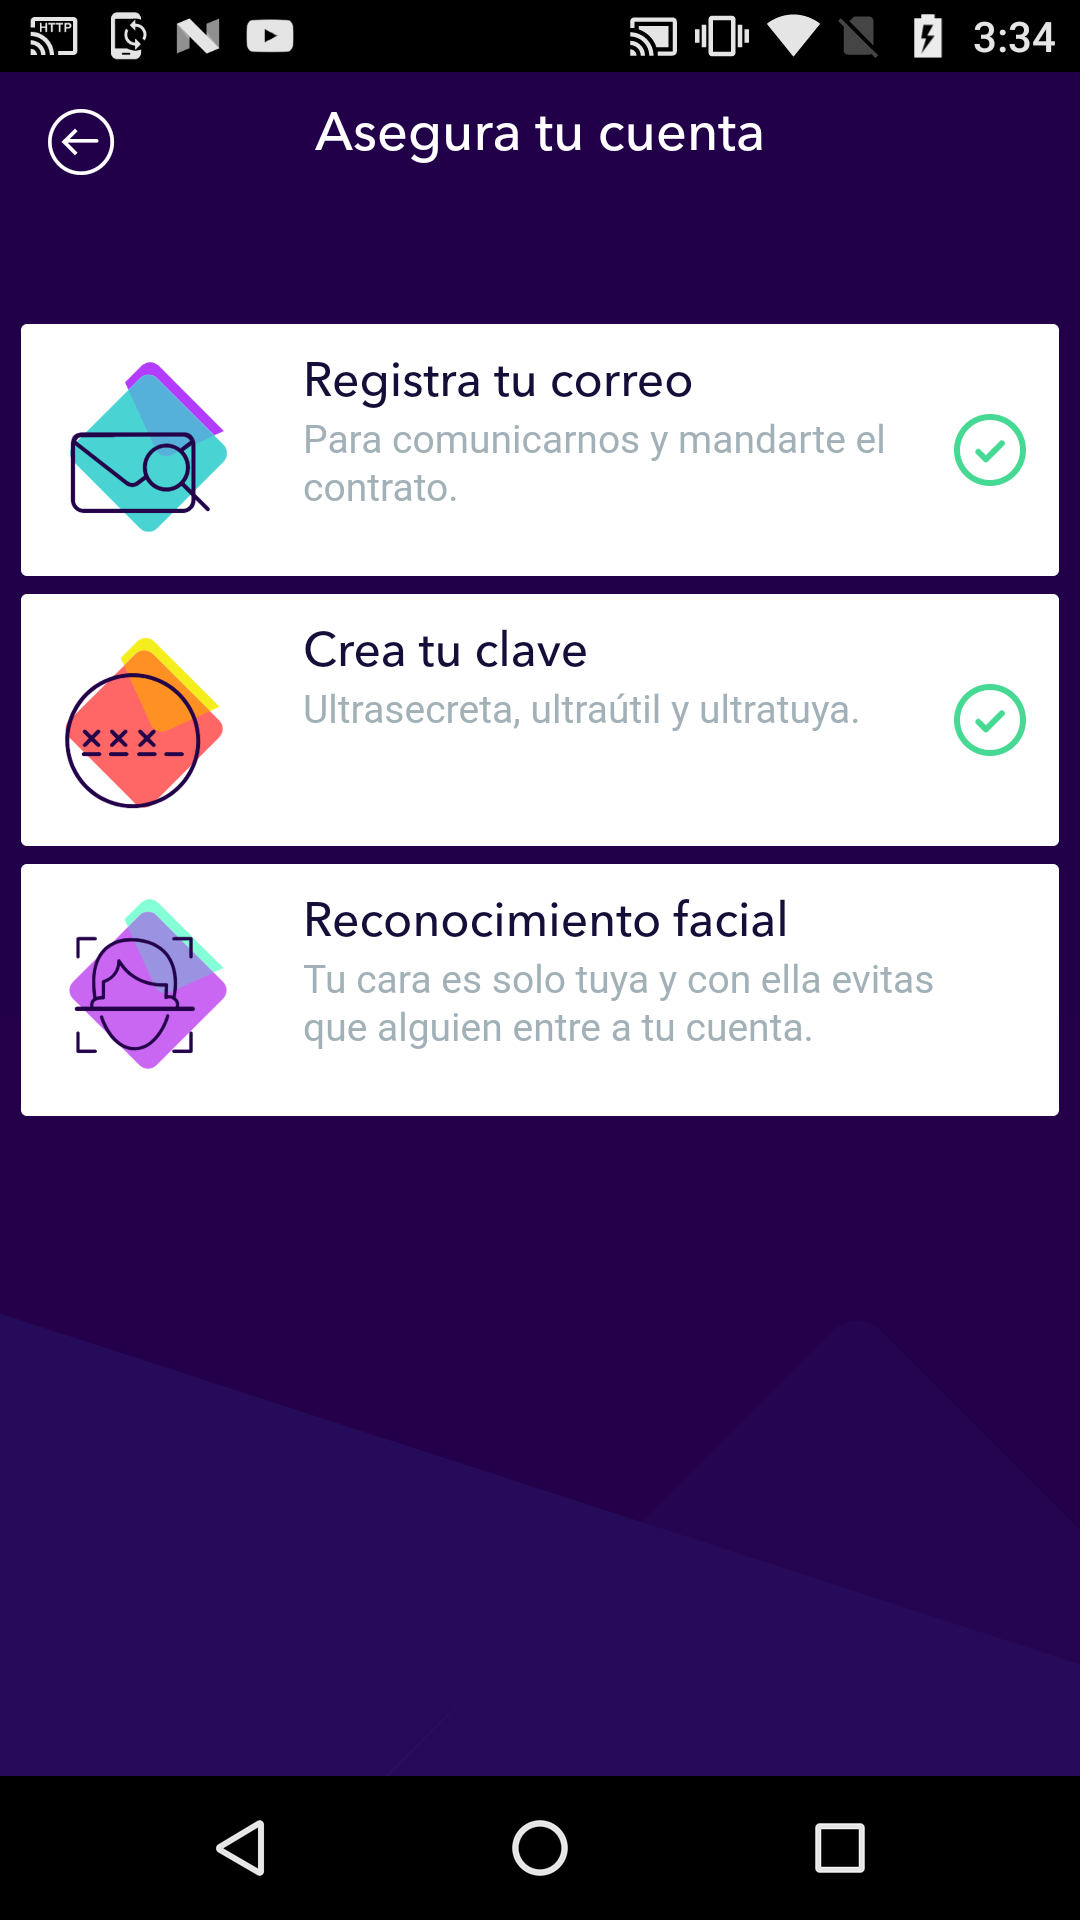 HTTP
3:34
Asegura tu cuenta
Registra tu correo
Para comunicarnos y mandarte el
contrato.
Crea tu clave
Ultrasecreta, ultraútil y ultratuya.
Reconocimiento facial
Tu cara es solo tuya y con ella evitas
que alguien entre a tu cuenta.